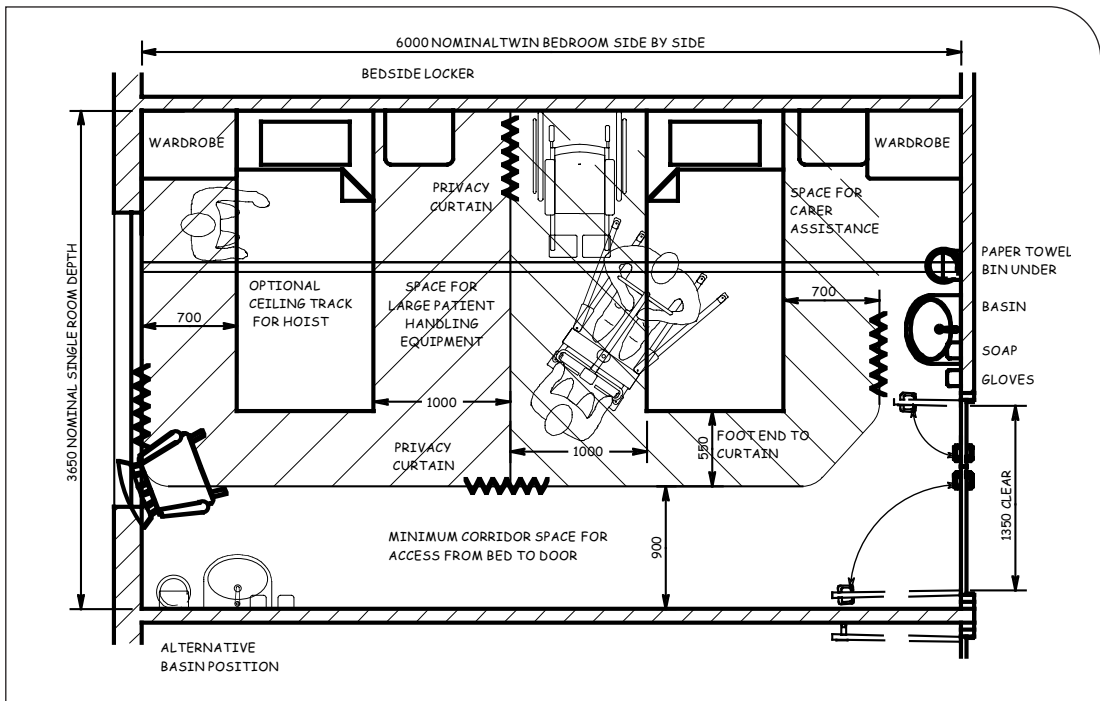 6000 NOMINAL TWIN BEDROOM SIDE BY SIDE
BEDSIDE LOCKER
WARDROBE
WARDROBE
PRIVACY
CURTAIN
SPACE FOR
CARER
ASSISTANCE
3650 NOMINAL SINGLE ROOM DEPTH
OPTIONAL
CEILING TRACK
FOR HOIST
SPACE FOR
LARGE PATIENT
HANDLING
EQUIPMENT
PAPER TOWEL
BIN UNDER
700
700
BASIN
SOAP
GLOVES
1000
PRIVACY
CURTAIN
1000
550
FOOT END TO
CURTAIN
1350 CLEAR
MINIMUM CORRIDOR SPACE FOR
ACCESS FROM BED TO DOOR
900
ALTERNATIVE
BASIN POSITION